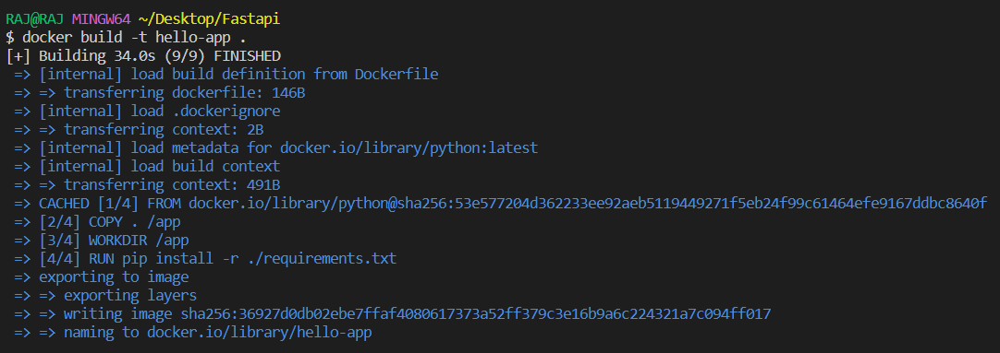 RAJ@RAJ MINGW64 ~/Desktop/Fastapi
$ docker build -t hello-app .
[+] Building 34.0s (9/9) FINISHED
=> [internal] load build definition from Dockerfile
=> => transferring dockerfile: 146B
=> [internal] load .dockerignore
=> => transferring context: 2B
=> [internal] load metadata for docker.io/library/python:latest
=> [internal] load build context
=> => transferring context: 491B
=> CACHED [1/4] FROM docker.io/library/python@sha256:53e577204d362233ee92aeb5119449271f5eb24f99c61464efe9167ddbc8640f
=> [2/4] COPY . /app
=> [3/4] WORKDIR /app
=> [4/4] RUN pip install -r ./requirements.txt
=> exporting to image
=> => exporting layers
=> => writing image sha256:36927d0db02ebe7ffaf4080617373a52ff379c3e16b9a6c224321a7c094ff017
=> => naming to docker.io/library/hello-app